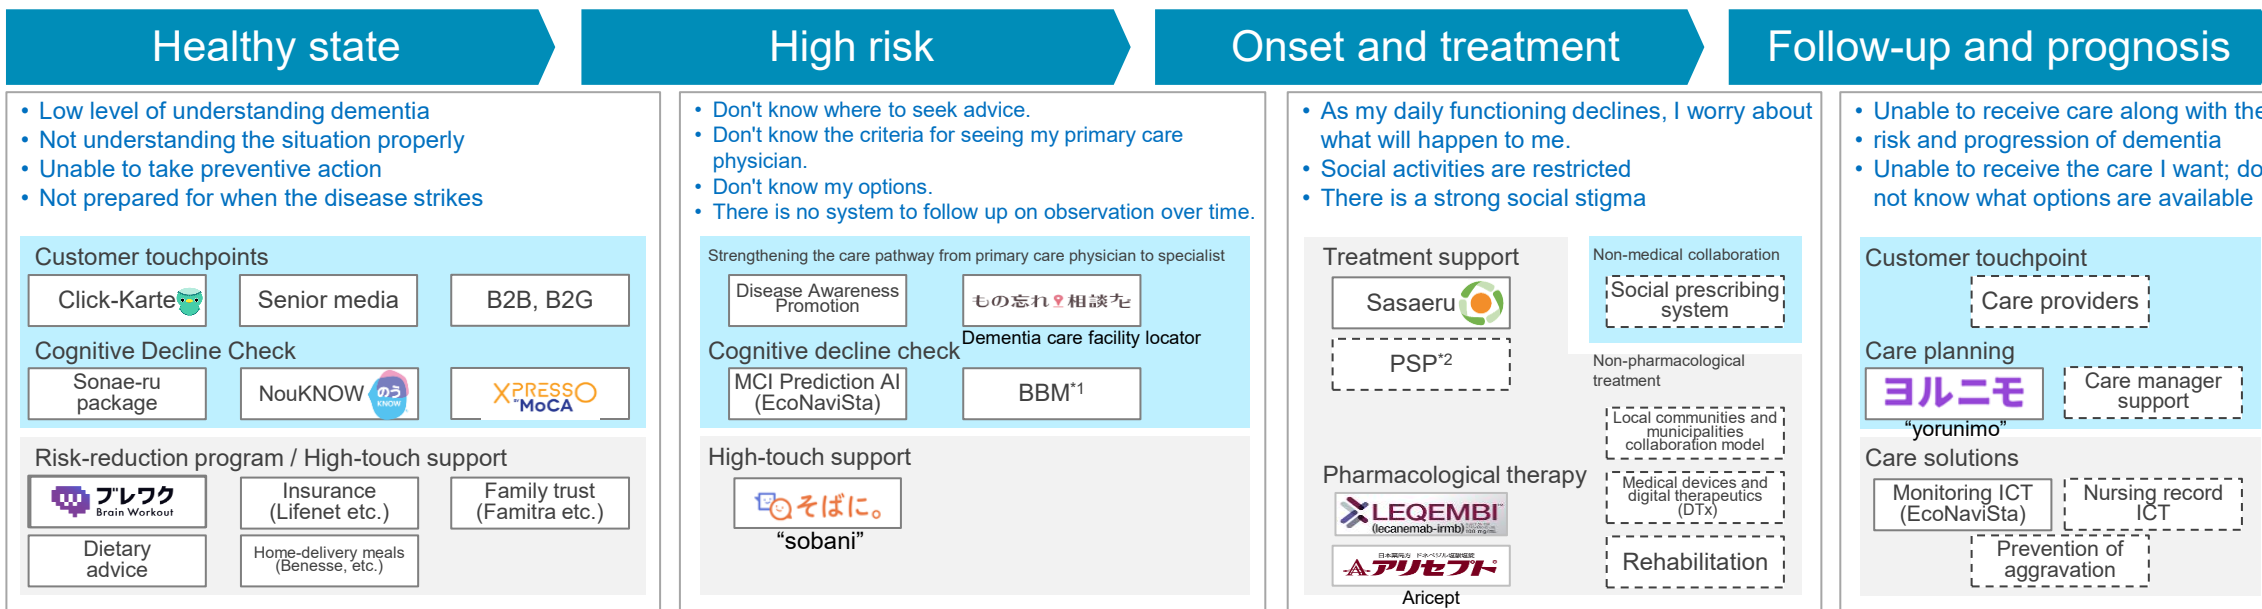 Healthy state
High risk
Onset and treatment
Follow-up and prognosis
• Low level of understanding dementia
• Not understanding the situation properly
• Unable to take preventive action
• Not prepared for when the disease strikes
Customer touchpoints
Click-Karte
Senior media
B2B, B2G
Cognitive Decline Check
Sonae-ru
package
NouKNOW
のう
KNOW
XPRESSO
BY MoCA
Risk-reduction program / High-touch support
ブレワク
Brain Workout
Insurance
(Lifenet etc.)
Family trust
(Famitra etc.)
Dietary
advice
Home-delivery meals
(Benesse, etc.)
• Don't know where to seek advice.
• Don't know the criteria for seeing my primary care
physician.
• Don't know my options.
• There is no system to follow up on observation over time.
Strengthening the care pathway from primary care physician to specialist
Disease Awareness
Promotion
もの忘れ相談ナビ
Dementia care facility locator
Cognitive decline check
MCI Prediction AI
(EcoNaviSta)
BBM*1
High-touch support
そばに。
“sobani”
• As my daily functioning declines, I worry about
what will happen to me.
• Social activities are restricted
• There is a strong social stigma
Treatment support
Sasaeru
PSP*2
Non-medical collaboration
Social prescribing
system
Non-pharmacological
treatment
Local communities and
municipalities
collaboration model
Medical devices and
digital therapeutics
(DTx)
Rehabilitation
Pharmacological therapy
LEQEMBI
(lecanemab-irmb)
アリセプト
Aricept
• Unable to receive care along with the
• risk and progression of dementia
• Unable to receive the care I want; do
not know what options are available
Customer touchpoint
Care providers
Care planning
ヨルニモ
“yorunimo”
Care manager
support
Care solutions
Monitoring ICT
(EcoNaviSta)
Nursing record
ICT
Prevention of
aggravation